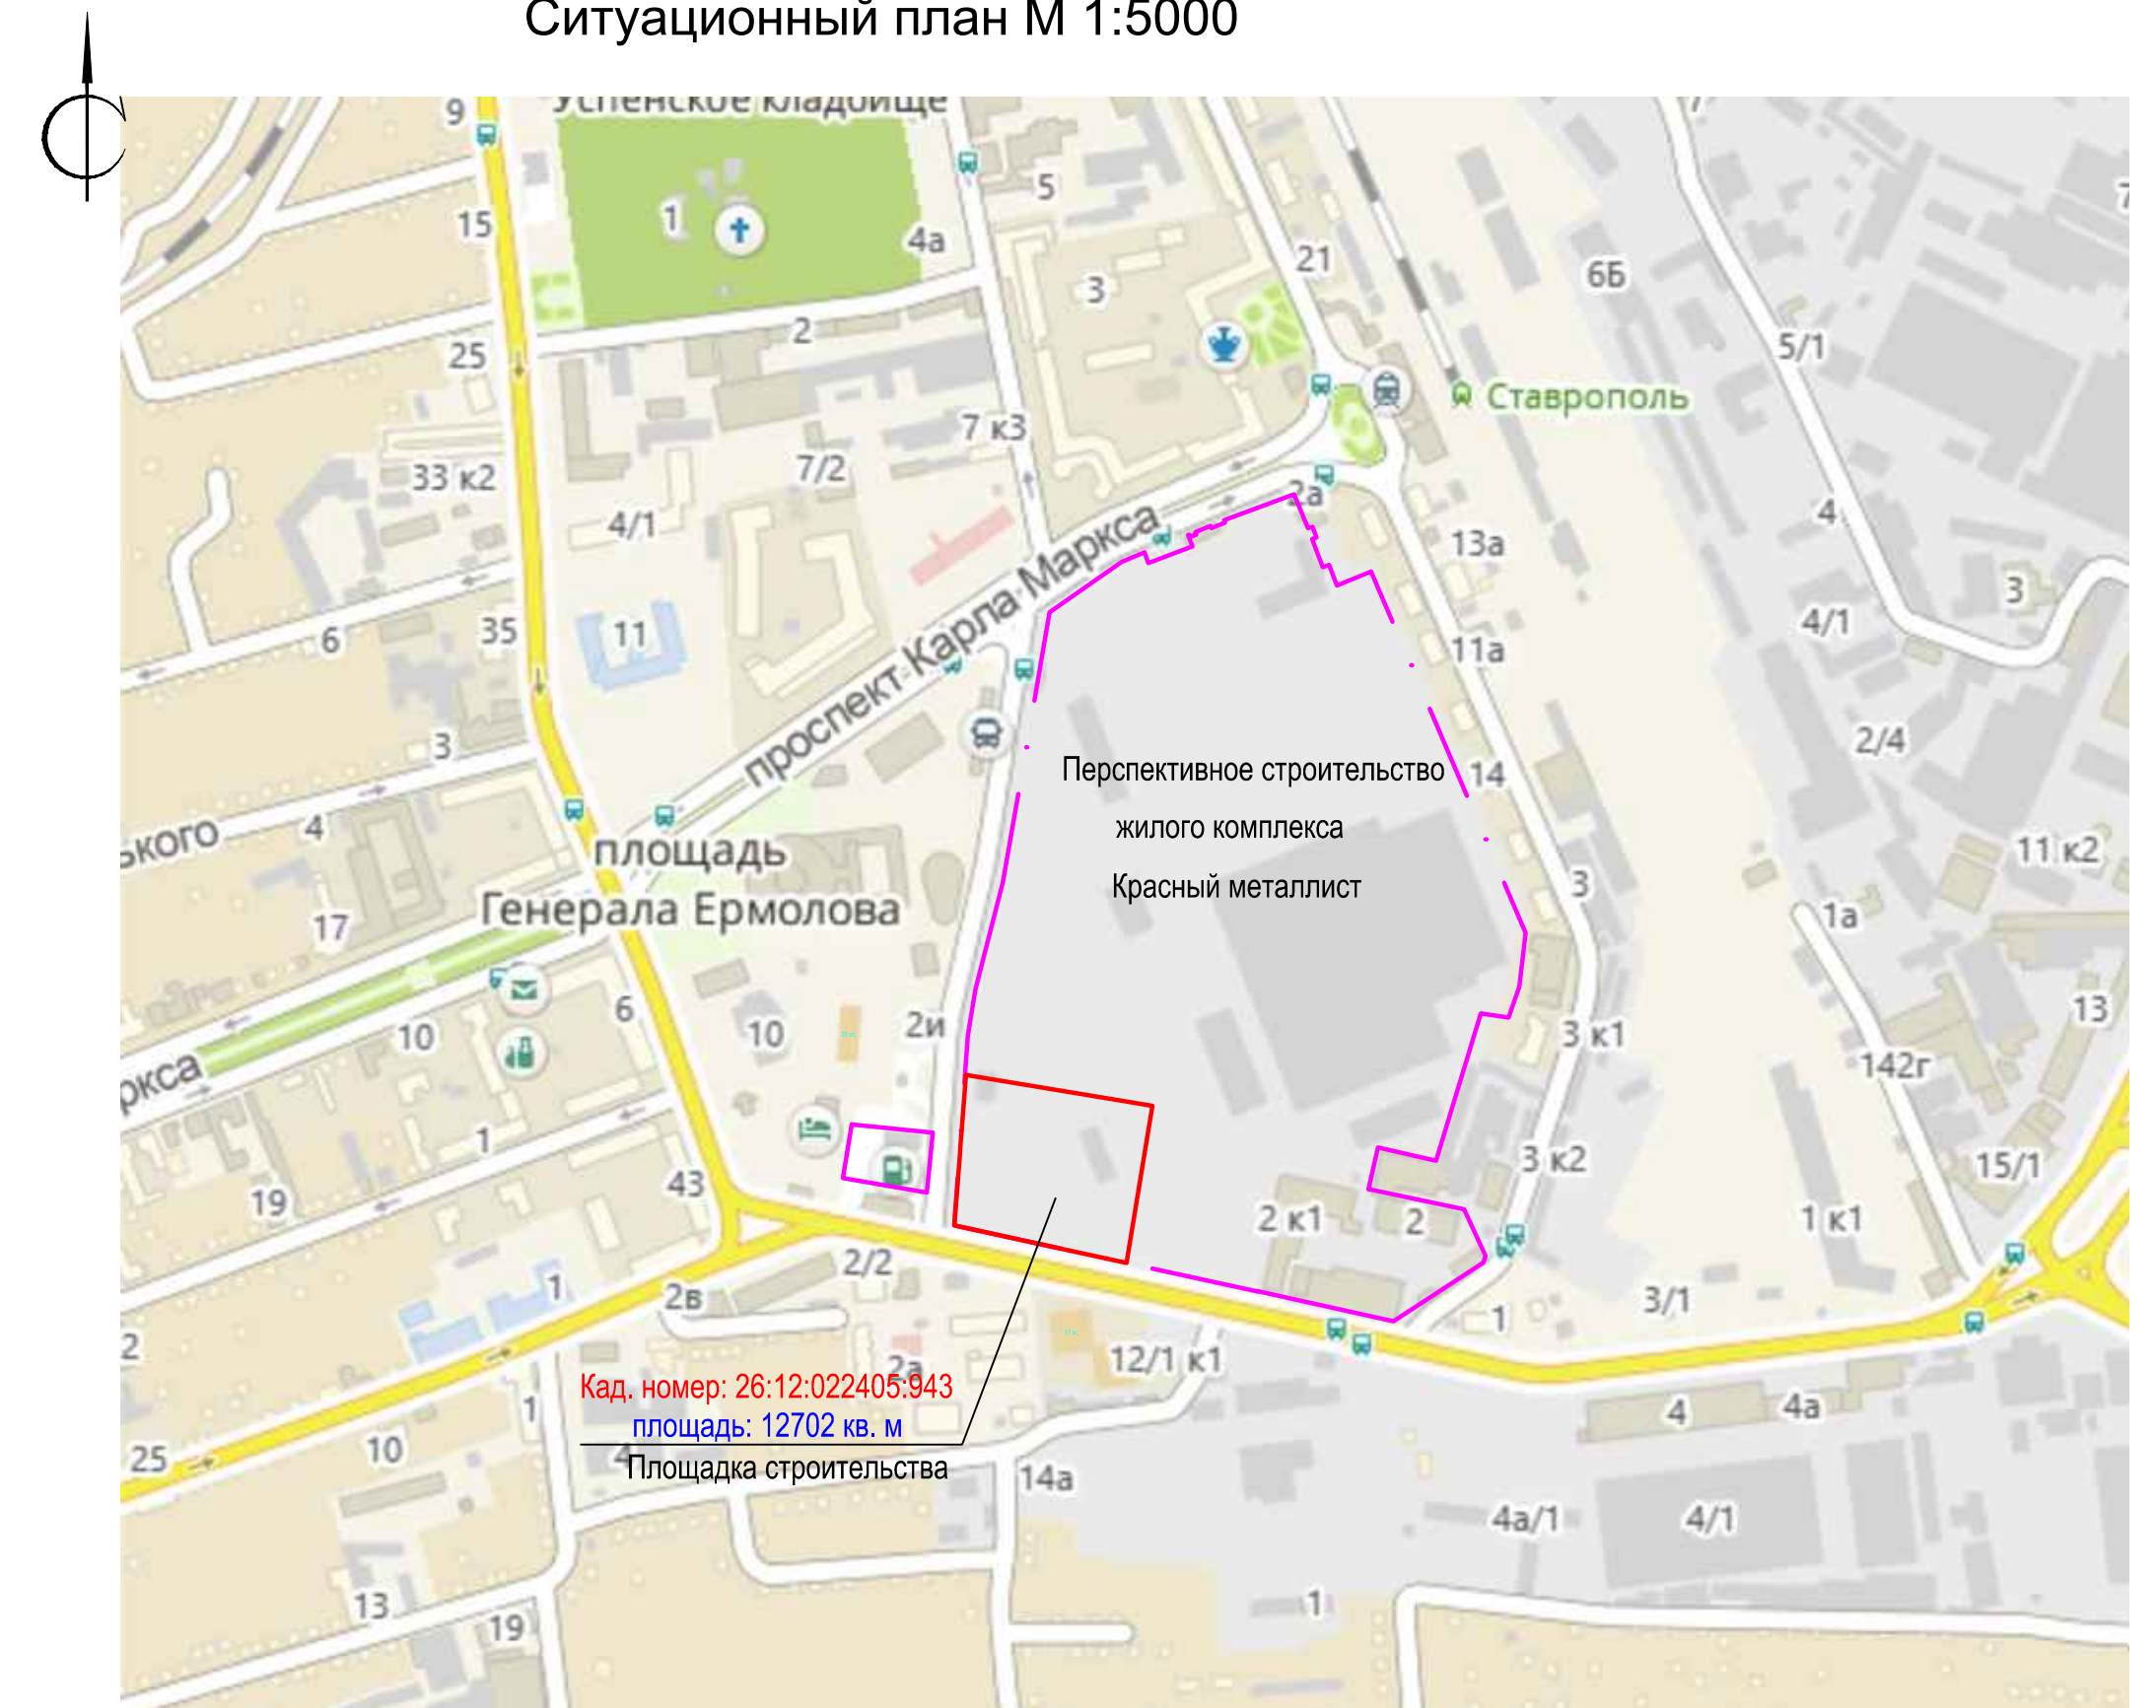 Ситуационный план М 1:5000
Успенское кладбище
9
5
15
1
4а
21
3
6Б
2
25
5/1
Ставрополь
7 к3
7/2
33 к2
4/1
2а
4
13а
проспект Карла Маркса
3
35
11
6
4/1
11а
3
2/4
Перспективное строительство
14
жилого комплекса
Красный металлист
4
ького
площадь
Генерала Ермолова
11 к2
3
17
1а
6
10
10
2и
3 к1
13
142г
ркса
1
43
3 к2
15/1
19
2 к1
2
1 к1
2/2
1
2в
3/1
1
2
12/1 к1
2а
Кад. номер: 26:12:022405:943
площадь: 12702 кв. м
Площадка строительства
1
4
4а
10
25
4
14а
4а/1
4/1
13
19
1